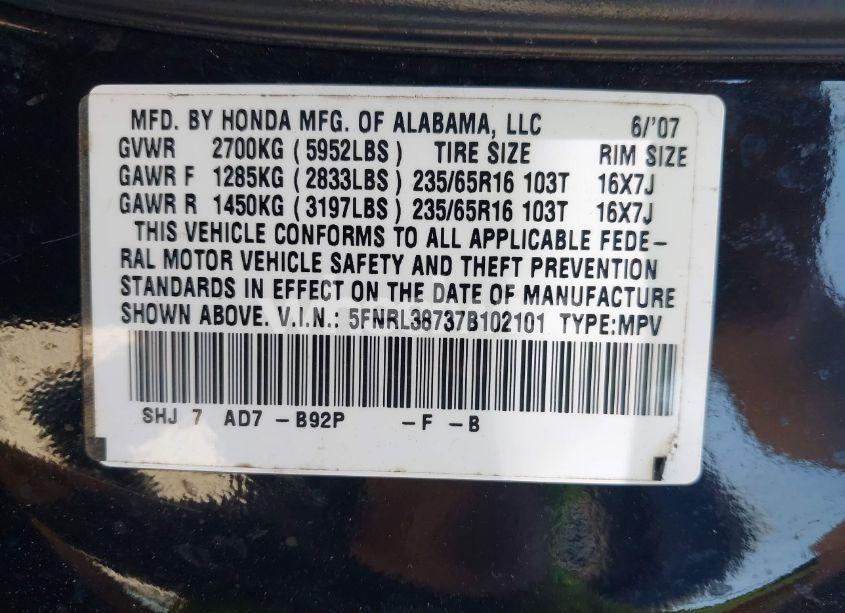 MFD. BY HONDA MFG. OF ALABAMA, LLC 6/'07
GVWR 2700KG (5952LBS) TIRE SIZE RIM SIZE
GAWR F 1285KG (2833LBS) 235/65R16 103T 16X7J
GAWR R 1450KG (3197LBS) 235/65R16 103T 16X7J
THIS VEHICLE CONFORMS TO ALL APPLICABLE FEDE-
RAL MOTOR VEHICLE SAFETY AND THEFT PREVENTION
STANDARDS IN EFFECT ON THE DATE OF MANUFACTURE
SHOWN ABOVE. V.I.N.: 5FNRL38737B102101 TYPE:MPV
SHJ 7 AD7 -B92P -F -B